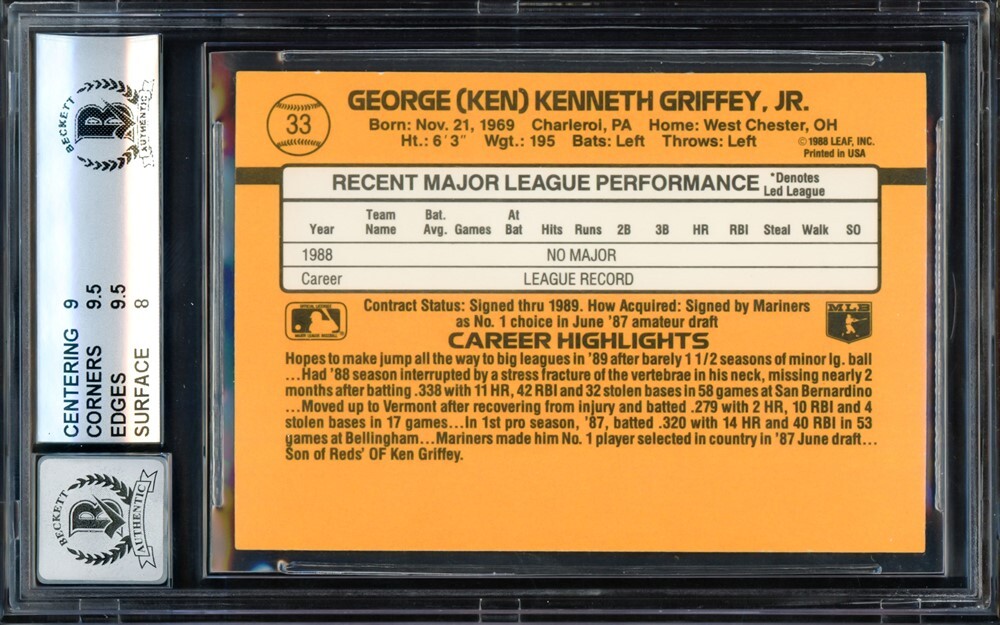 BECKETT
AUTHENTIC
CENTERING 9
CORNERS 9.5
EDGES 9.5
SURFACE 8
BECKETT
AUTHENTIC
33
GEORGE (KEN) KENNETH GRIFFEY, JR.
Born: Nov. 21, 1969 Charleroi, PA Home: West Chester, OH
Ht.: 6'3" Wgt.: 195 Bats: Left Throws: Left
©1988 LEAF, INC.
Printed in USA
RECENT MAJOR LEAGUE PERFORMANCE *Denotes
Led League
Year Team Name Bat. Avg. Games At Bat Hits Runs 2B 3B HR RBI Steal Walk SO
1988 NO MAJOR
Career LEAGUE RECORD
Contract Status: Signed thru 1989. How Acquired: Signed by Mariners
as No. 1 choice in June '87 amateur draft
MLB
CAREER HIGHLIGHTS
Hopes to make jump all the way to big leagues in '89 after barely 1 1/2 seasons of minor lg. ball
...Had '88 season interrupted by a stress fracture of the vertebrae in his neck, missing nearly 2
months after batting .338 with 11 HR, 42 RBI and 32 stolen bases in 58 games at San Bernardino
...Moved up to Vermont after recovering from injury and batted .279 with 2 HR, 10 RBI and 4
stolen bases in 17 games...In 1st pro season, '87, batted .320 with 14 HR and 40 RBI in 53
games at Bellingham...Mariners made him No. 1 player selected in country in '87 June draft...
Son of Reds' OF Ken Griffey.